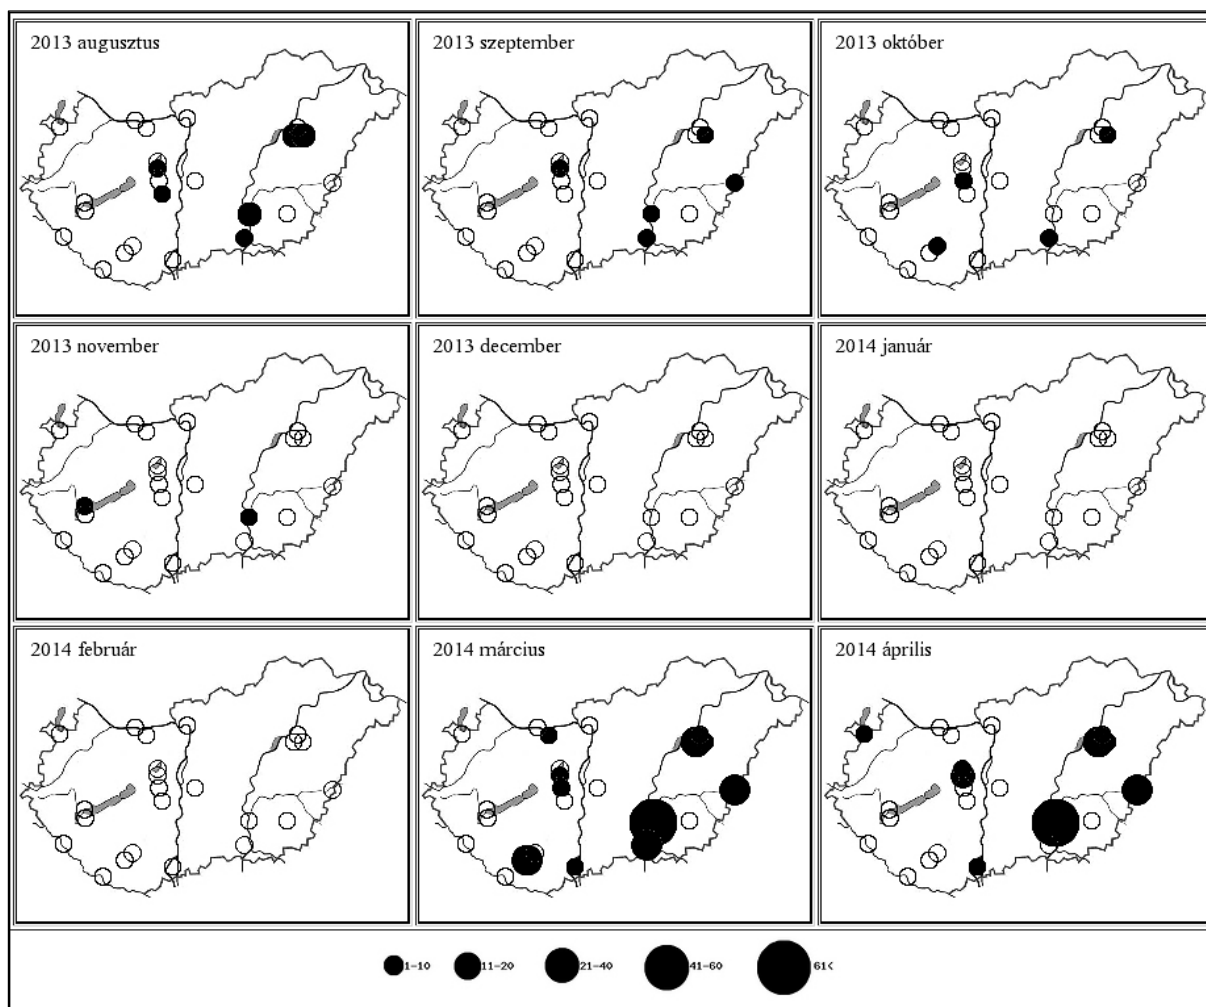 2013 augusztus
2013 szeptember
2013 október
2013 november
2013 december
2014 január
2014 február
2014 március
2014 április
1-10 11-20 21-40 41-60 61<